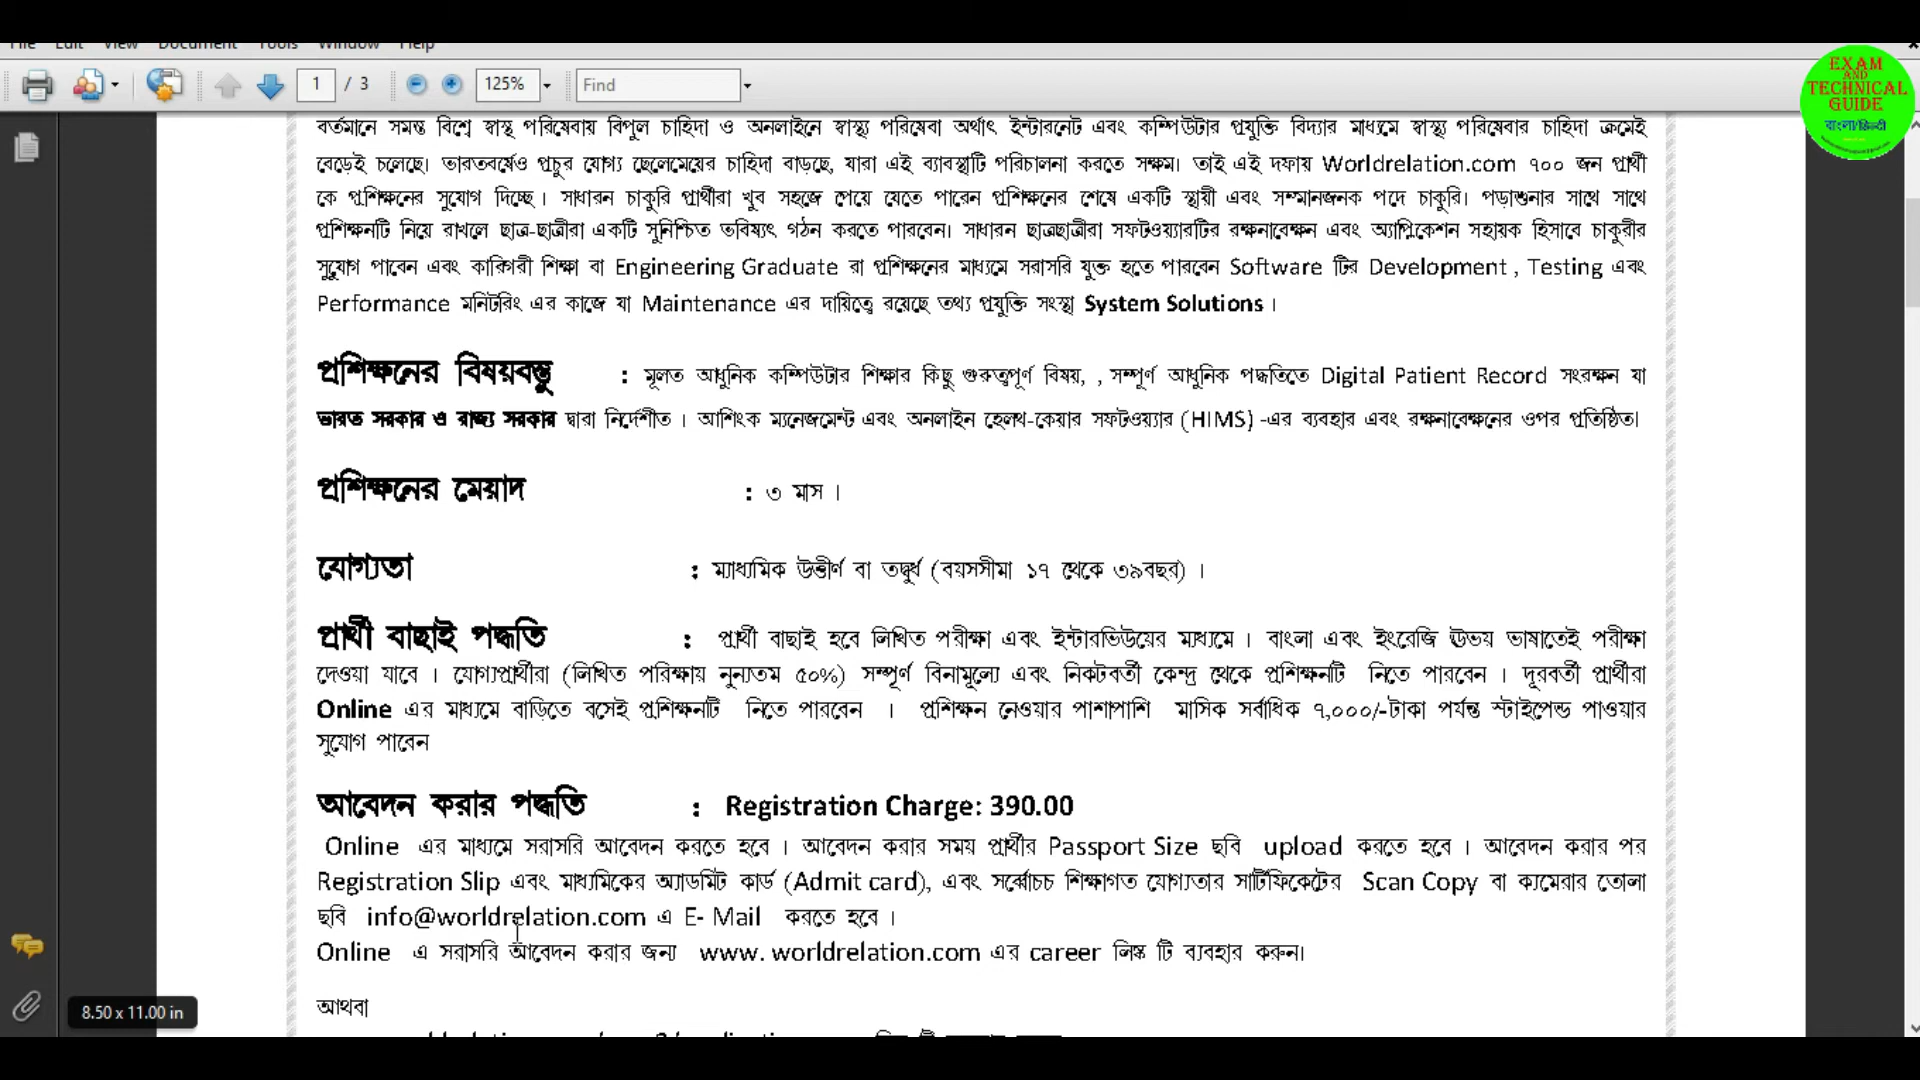 File Edit View Document Tools Window Help
1 / 3 125% Find
EXAM
AND
TECHNICAL
GUIDE
বাংলা/हिन्दी
বর্তমানে সমস্ত বিশ্বে স্বাস্থ পরিষেবায় বিপুল চাহিদা ও অনলাইনে স্বাস্থ্য পরিষেবা অর্থাৎ ইন্টারনেট এবং কম্পিউটার প্রযুক্তি বিদ্যার মাধ্যমে স্বাস্থ্য পরিষেবার চাহিদা ক্রমেই
বেড়েই চলেছে। ভারতবর্ষেও প্রচুর যোগ্য ছেলেমেয়ের চাহিদা বাড়ছে, যারা এই ব্যাবস্থাটি পরিচালনা করতে সক্ষম। তাই এই দফায় Worldrelation.com ৭০০ জন প্রার্থী
কে প্রশিক্ষনের সুযোগ দিচ্ছে। সাধারন চাকুরি প্রার্থীরা খুব সহজে পেয়ে যেতে পারেন প্রশিক্ষনের শেষে একটি স্থায়ী এবং সম্মানজনক পদে চাকুরি। পড়াশুনার সাথে সাথে
প্রশিক্ষনটি নিয়ে রাখলে ছাত্র-ছাত্রীরা একটি সুনিশ্চিত ভবিষ্যৎ গঠন করতে পারবেন। সাধারন ছাত্রছাত্রীরা সফটওয়্যারটির রক্ষনাবেক্ষন এবং অ্যাপ্লিকেশন সহায়ক হিসাবে চাকুরীর
সুযোগ পাবেন এবং কারিগরী শিক্ষা বা Engineering Graduate রা প্রশিক্ষনের মাধ্যমে সরাসরি যুক্ত হতে পারবেন Software টির Development , Testing এবং
Performance মনিটরিং এর কাজে যা Maintenance এর দায়িত্বে রয়েছে তথ্য প্রযুক্তি সংস্থা System Solutions ।
প্রশিক্ষনের বিষয়বস্তু : মূলত আধুনিক কম্পিউটার শিক্ষার কিছু গুরুত্বপূর্ণ বিষয়, , সম্পূর্ণ আধুনিক পদ্ধতিতে Digital Patient Record সংরক্ষন যা
ভারত সরকার ও রাজ্য সরকার দ্বারা নির্দেশীত । আশিংক ম্যনেজমেন্ট এবং অনলাইন হেলথ-কেয়ার সফটওয়্যার (HIMS) -এর ব্যবহার এবং রক্ষনাবেক্ষনের ওপর প্রতিষ্ঠিত।
প্রশিক্ষনের মেয়াদ : ৩ মাস ।
যোগ্যতা : ম্যাধ্যমিক উত্তীর্ণ বা তদ্দুর্ধ (বয়সসীমা ১৭ থেকে ৩৯বছর) ।
প্রার্থী বাছাই পদ্ধতি : প্রার্থী বাছাই হবে লিখিত পরীক্ষা এবং ইন্টারভিউয়ের মাধ্যমে । বাংলা এবং ইংরেজি ঊভয় ভাষাতেই পরীক্ষা
দেওয়া যাবে । যোগ্যপ্রার্থীরা (লিখিত পরিক্ষায় নুন্যতম ৫০%) সম্পূর্ণ বিনামূল্যে এবং নিকটবর্তী কেন্দ্র থেকে প্রশিক্ষনটি নিতে পারবেন । দূরবর্তী প্রার্থীরা
Online এর মাধ্যমে বাড়িতে বসেই প্রশিক্ষনটি নিতে পারবেন । প্রশিক্ষন নেওয়ার পাশাপাশি মাসিক সর্বাধিক ৭,০০০/-টাকা পর্যন্ত স্টাইপেন্ড পাওয়ার
সুযোগ পাবেন
আবেদন করার পদ্ধতি : Registration Charge: 390.00
Online এর মাধ্যমে সরাসরি আবেদন করতে হবে । আবেদন করার সময় প্রার্থীর Passport Size ছবি upload করতে হবে । আবেদন করার পর
Registration Slip এবং মাধ্যমিকের অ্যাডমিট কার্ড (Admit card), এবং সর্ব্বোচচ শিক্ষাগত যোগ্যতার সার্টিফিকেটের Scan Copy বা ক্যমেরার তোলা
ছবি info@worldrelation.com এ E- Mail করতে হবে ।
Online এ সরাসরি আবেদন করার জন্য www. worldrelation.com এর career লিঙ্ক টি ব্যবহার করুন।
আথবা
8.50 x 11.00 in